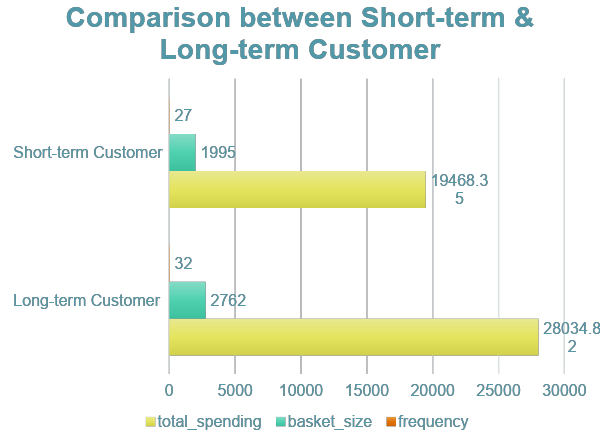 Comparison between Short-term &
Long-term Customer
27
Short-term Customer
1995
19468.3
5
32
Long-term Customer
2762
28034.8
2
0 5000 10000 15000 20000 25000 30000
total_spending basket_size frequency